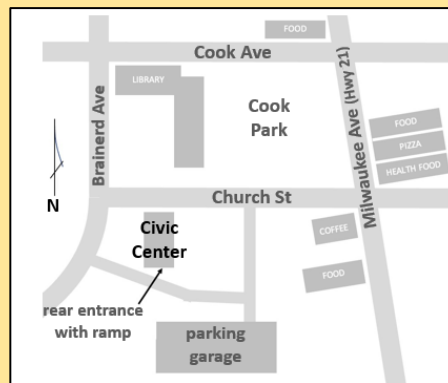 FOOD
Cook Ave
LIBRARY
Brainerd Ave
Cook
Park
Milwaukee Ave (Hwy 21)
FOOD
PIZZA
HEALTH FOOD
N
Church St
Civic
Center
COFFEE
FOOD
rear entrance
with ramp
parking
garage